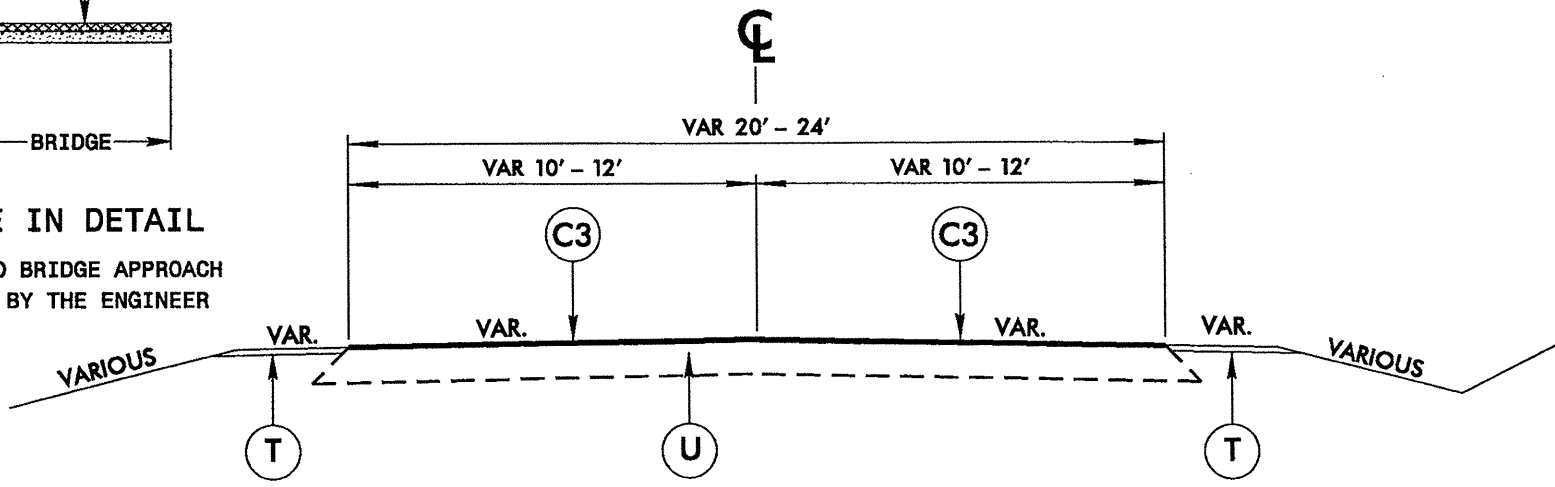 ℄
VAR 20' – 24'
BRIDGE
VAR 10' – 12'
VAR 10' – 12'
E IN DETAIL
C3
C3
D BRIDGE APPROACH
BY THE ENGINEER
VAR.
VAR.
VAR.
VAR.
VARIOUS
VARIOUS
T
U
T